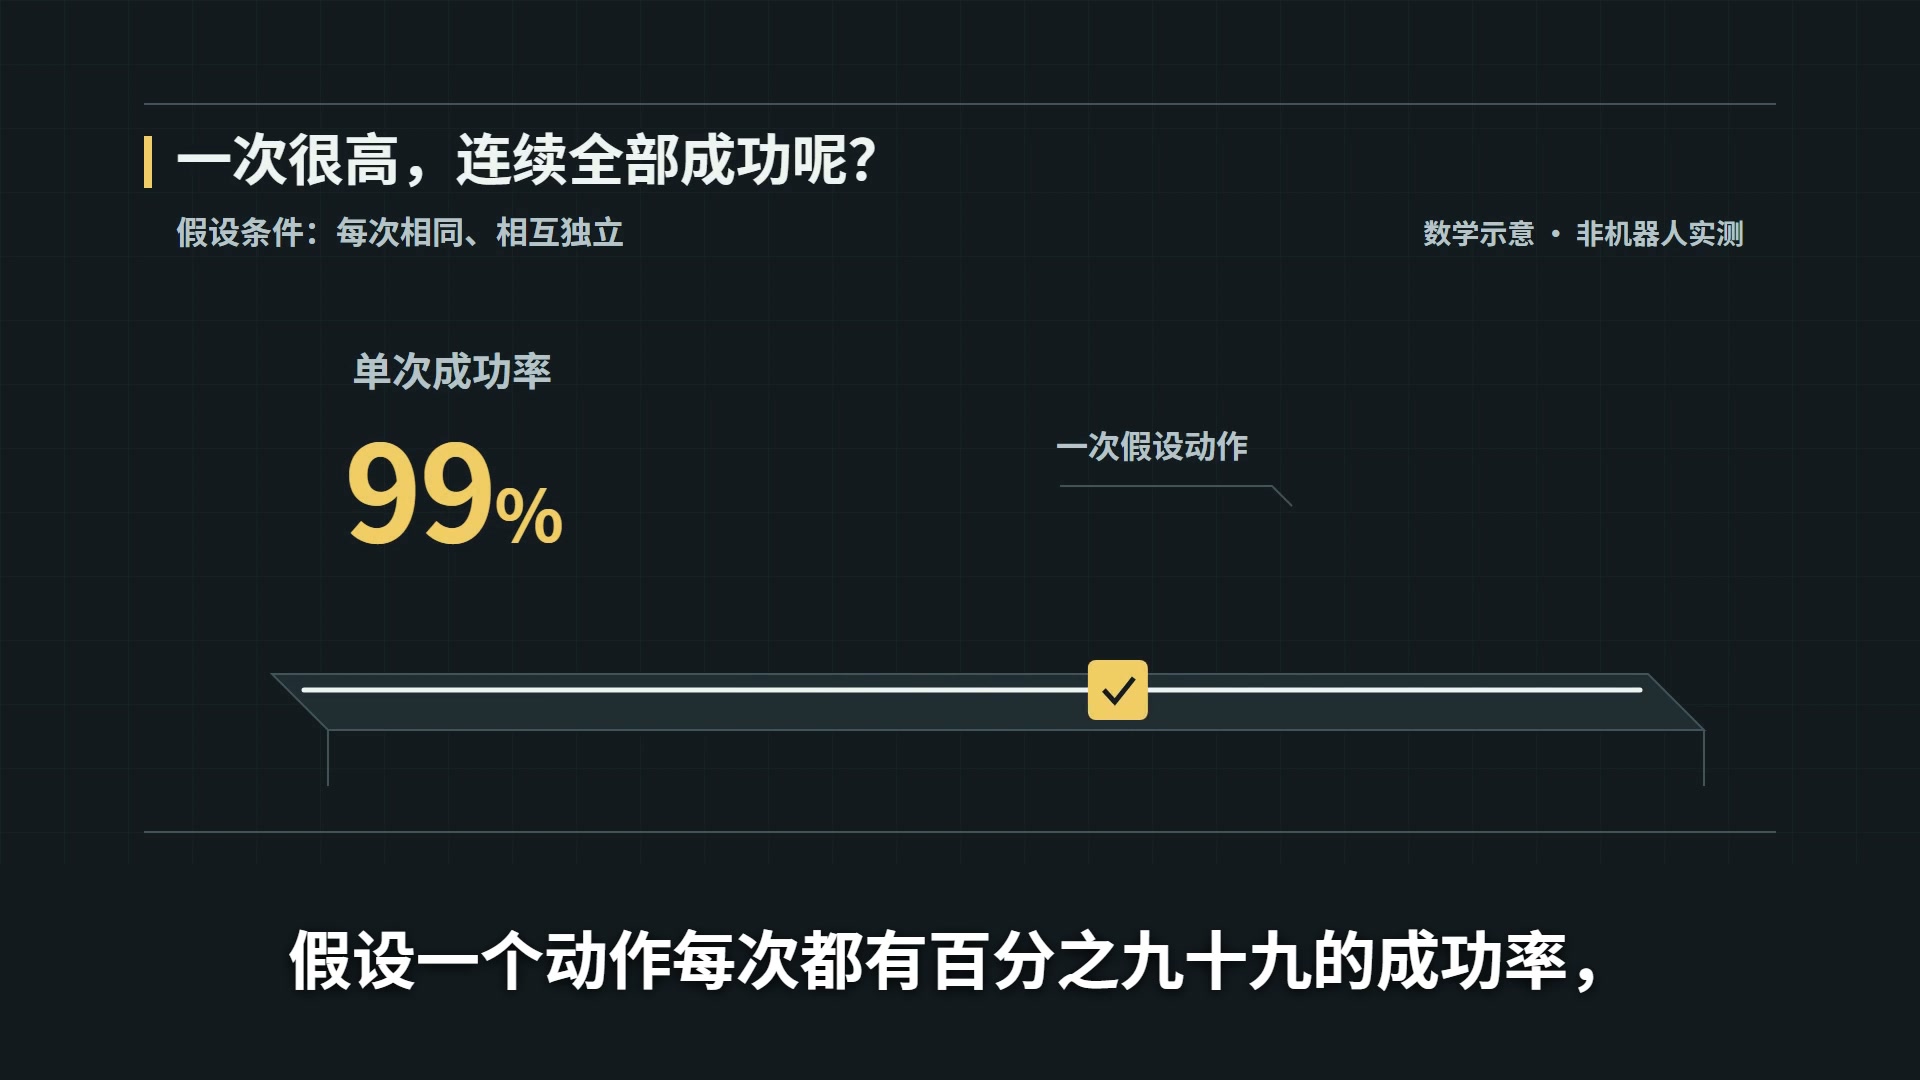 一次很高，连续全部成功呢？
假设条件：每次相同、相互独立
数学示意 · 非机器人实测
单次成功率
99%
一次假设动作
假设一个动作每次都有百分之九十九的成功率，